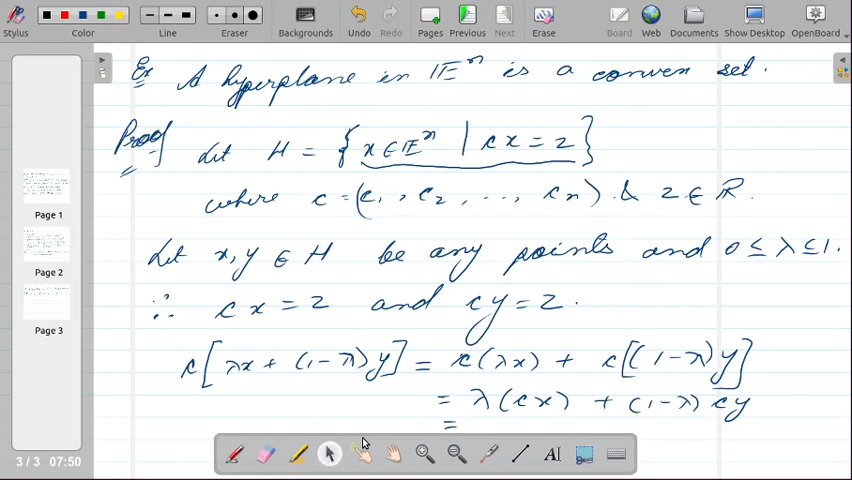 Stylus Color Line Eraser Backgrounds Undo Redo Pages Previous Next Erase Board Web Documents Show Desktop OpenBoard
Ex A hyperplane in 𝔼ⁿ is a convex set.
Proof Let H = { x ∈ 𝔼ⁿ | cx = z }
where c = (c₁, c₂, ..., cn) & z ∈ ℝ.
Let x, y ∈ H be any points and 0 ≤ λ ≤ 1.
∴ cx = z and cy = z.
c[λx + (1-λ)y] = c(λx) + c[(1-λ)y]
= λ(cx) + (1-λ) cy
=
Page 1
Page 2
Page 3
3/3 07:50